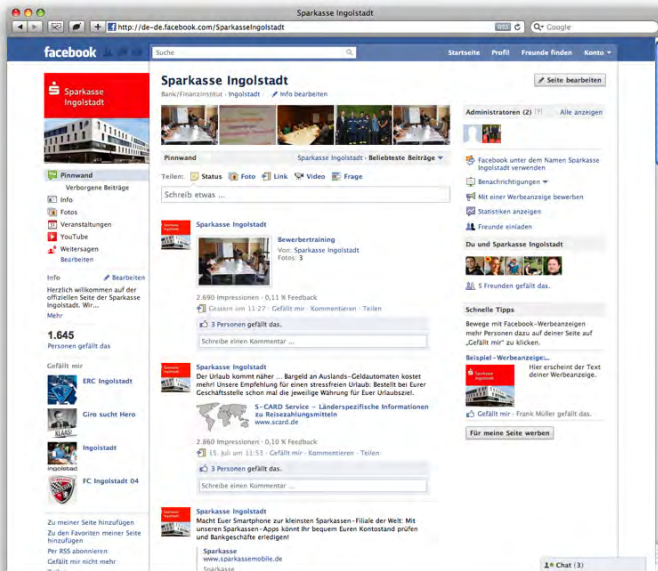 Sparkasse Ingolstadt
http://de-de.facebook.com/SparkasseIngolstadt
RSS
Google
facebook
Suche
Startseite Profil Freunde finden Konto
Sparkasse
Ingolstadt
Pinnwand
Verborgene Beiträge
Info
Fotos
Veranstaltungen
YouTube
Weitersagen
Bearbeiten
Info Bearbeiten
Herzlich willkommen auf der
offiziellen Seite der Sparkasse
Ingolstadt. Wir...
Mehr
1.645
Personen gefällt das
Gefällt mir
ERC Ingolstadt
Giro sucht Hero
Ingolstadt
FC Ingolstadt 04
Zu meiner Seite hinzufügen
Zu den Favoriten meiner Seite
hinzufügen
Per RSS abonnieren
Gefällt mir nicht mehr
Sparkasse Ingolstadt
Bank/Finanzinstitut · Ingolstadt Info bearbeiten
Pinnwand Sparkasse Ingolstadt · Beliebteste Beiträge
Teilen: Status Foto Link Video Frage
Schreib etwas ...
Sparkasse Ingolstadt
Bewerbertraining
Von: Sparkasse Ingolstadt
Fotos: 3
2.690 Impressionen · 0,11 % Feedback
Gestern um 11:27 · Gefällt mir · Kommentieren · Teilen
3 Personen gefällt das.
Schreibe einen Kommentar ...
Sparkasse Ingolstadt
Der Urlaub kommt näher ... Bargeld an Auslands-Geldautomaten kostet
mehr! Unsere Empfehlung für einen stressfreien Urlaub: Bestellt bei Eurer
Geschäftsstelle schon mal die jeweilige Währung für Eur Urlaubsziel.
S-CARD Service - Länderspezifische Informationen
zu Reisezahlungsmitteln
www.scard.de
2.860 Impressionen · 0,10 % Feedback
15. Juli um 11:53 · Gefällt mir · Kommentieren · Teilen
3 Personen gefällt das.
Schreibe einen Kommentar ...
Sparkasse Ingolstadt
Macht Euer Smartphone zur kleinsten Sparkassen-Filiale der Welt: Mit
unseren Sparkassen-Apps könnt Ihr bequem Euren Kontostand prüfen
und Bankgeschäfte erledigen!
Sparkasse
www.sparkassemobile.de
Sparkasse
Seite bearbeiten
Administratoren (2) [?] Alle anzeigen
Facebook unter dem Namen Sparkasse
Ingolstadt verwenden
Benachrichtigungen
Mit einer Werbeanzeige bewerben
Statistiken anzeigen
Freunde einladen
Du und Sparkasse Ingolstadt
5 Freunden gefällt das.
Schnelle Tipps
Bewege mit Facebook-Werbeanzeigen
mehr Personen dazu auf deiner Seite auf
„Gefällt mir" zu klicken.
Beispiel-Werbeanzeige:..
Hier erscheint der Text
deiner Werbeanzeige.
Gefällt mir · Frank Müller gefällt das.
Für meine Seite werben
Chat (3)